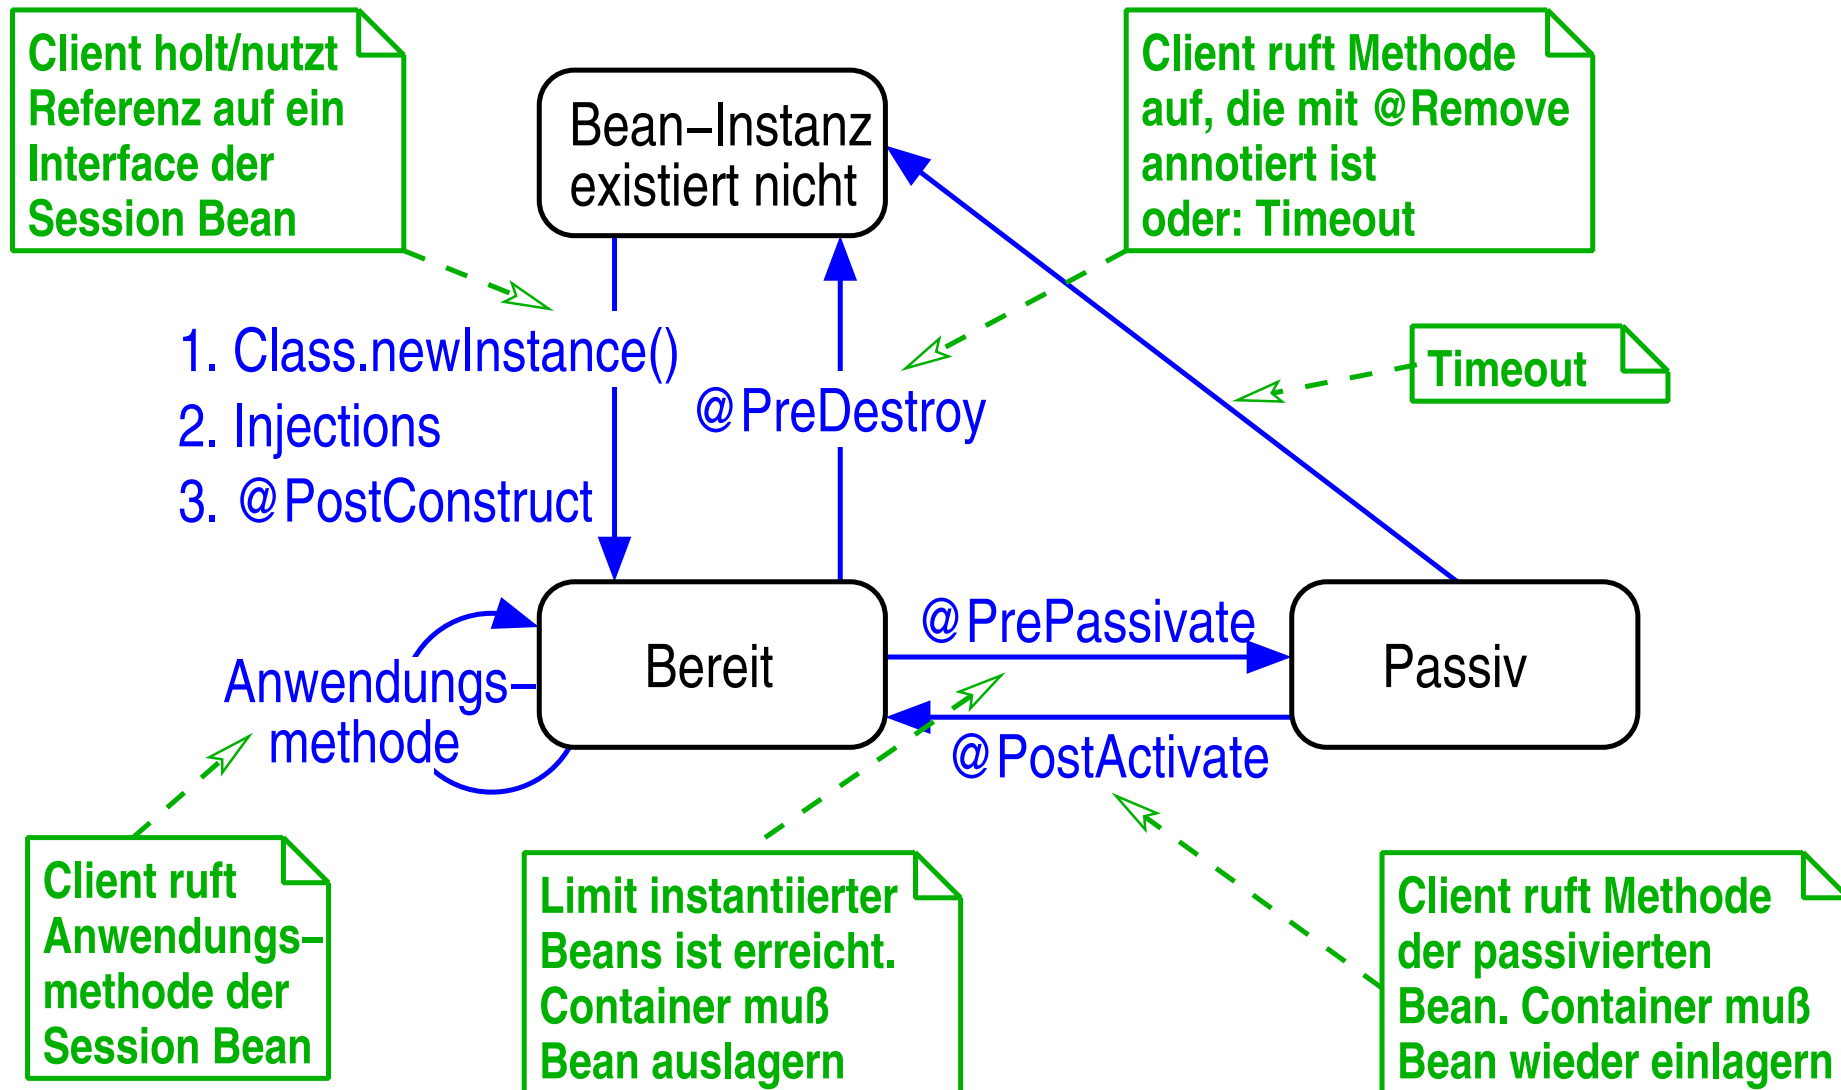 Client holt/nutzt
Referenz auf ein
Interface der
Session Bean
Bean–Instanz
existiert nicht
Client ruft Methode
auf, die mit @Remove
annotiert ist
oder: Timeout
1. Class.newInstance()
2. Injections
3. @PostConstruct
@PreDestroy
Timeout
Anwendungs–
methode
Bereit
@PrePassivate
@PostActivate
Passiv
Client ruft
Anwendungs–
methode der
Session Bean
Limit instantiierter
Beans ist erreicht.
Container muß
Bean auslagern
Client ruft Methode
der passivierten
Bean. Container muß
Bean wieder einlagern